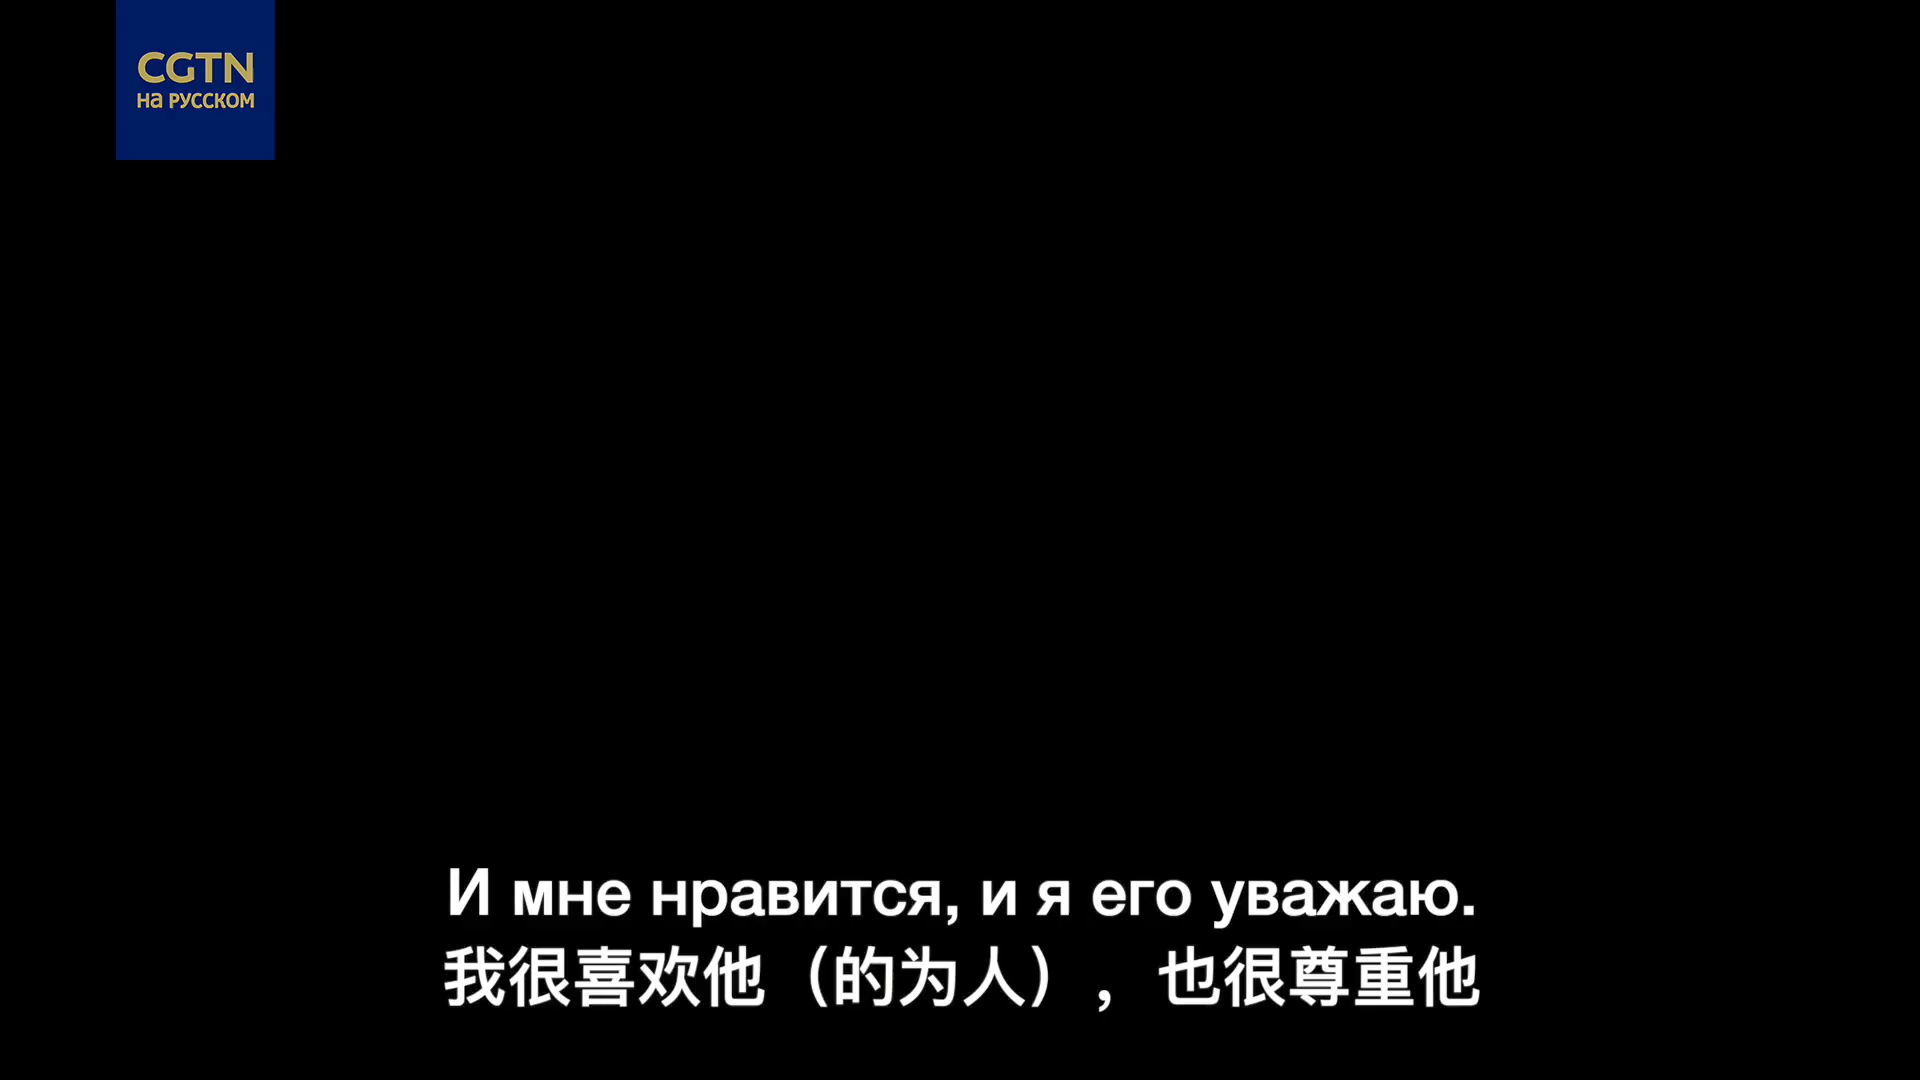 CGTN
на русском
И мне нравится, и я его уважаю.
我很喜欢他（的为人），也很尊重他